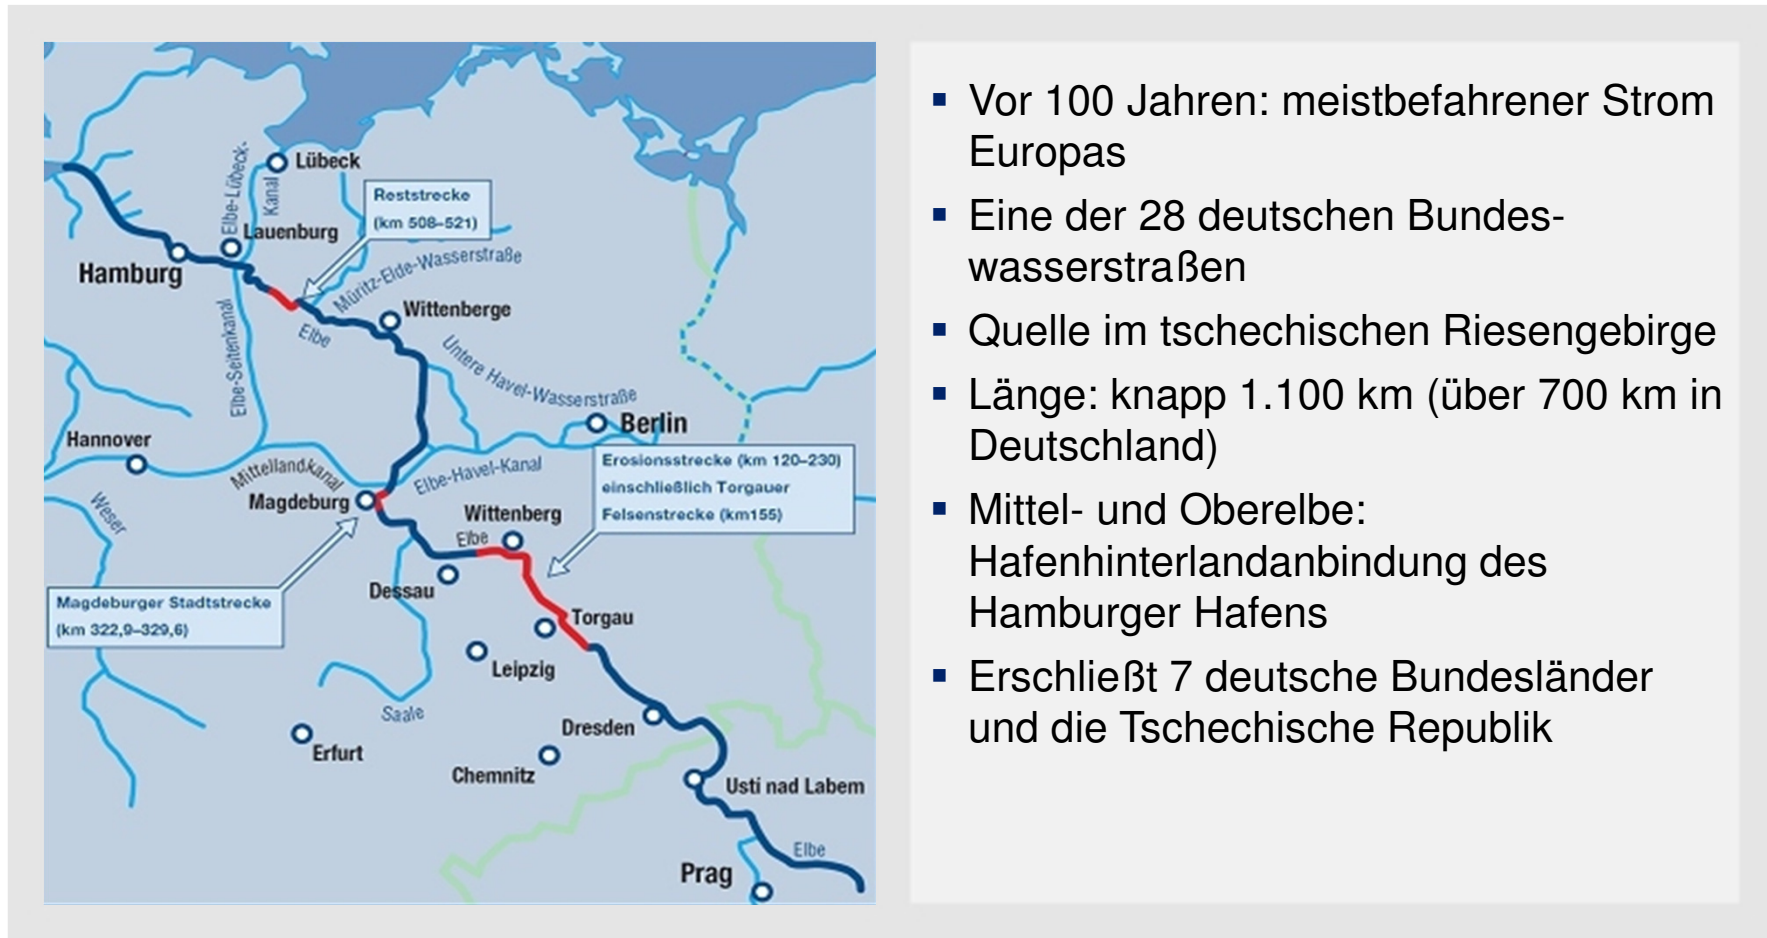 Lübeck
Elbe-Lübeck-
Kanal
Reststrecke
(km 508–521)
Lauenburg
Hamburg
Müritz-Elde-Wasserstraße
Wittenberge
Elbe
Elbe-Seitenkanal
Untere Havel-Wasserstraße
Berlin
Hannover
Mittellandkanal
Elbe-Havel-Kanal
Erosionsstrecke (km 120–230)
einschließlich Torgauer
Felsenstrecke (km155)
Magdeburg
Weser
Wittenberg
Elbe
Dessau
Magdeburger Stadtstrecke
(km 322,9–329,6)
Torgau
Leipzig
Saale
Dresden
Erfurt
Chemnitz
Usti nad Labem
Elbe
Prag
▪ Vor 100 Jahren: meistbefahrener Strom
Europas
▪ Eine der 28 deutschen Bundes-
wasserstraßen
▪ Quelle im tschechischen Riesengebirge
▪ Länge: knapp 1.100 km (über 700 km in
Deutschland)
▪ Mittel- und Oberelbe:
Hafenhinterlandanbindung des
Hamburger Hafens
▪ Erschließt 7 deutsche Bundesländer
und die Tschechische Republik